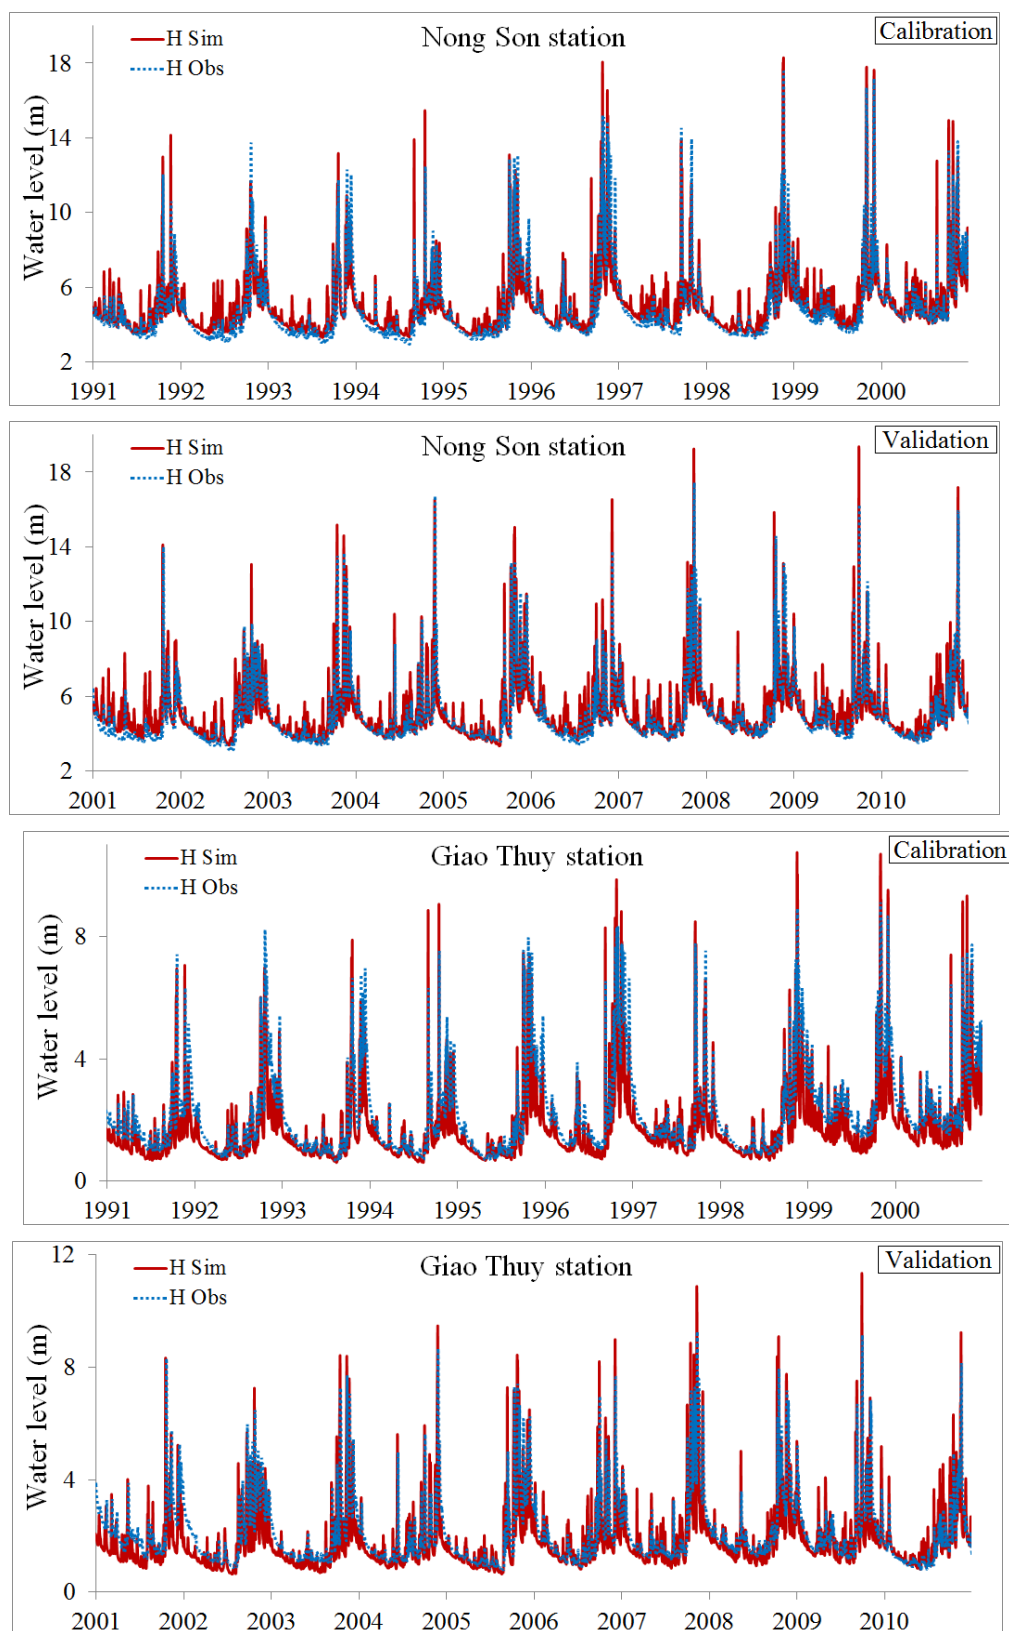 Nong Son station
Calibration
H Sim
H Obs
Water level (m)
18
14
10
6
2
1991 1992 1993 1994 1995 1996 1997 1998 1999 2000
Nong Son station
Validation
H Sim
H Obs
Water level (m)
18
14
10
6
2
2001 2002 2003 2004 2005 2006 2007 2008 2009 2010
Giao Thuy station
Calibration
H Sim
H Obs
Water level (m)
8
4
0
1991 1992 1993 1994 1995 1996 1997 1998 1999 2000
Giao Thuy station
Validation
H Sim
H Obs
Water level (m)
12
8
4
0
2001 2002 2003 2004 2005 2006 2007 2008 2009 2010